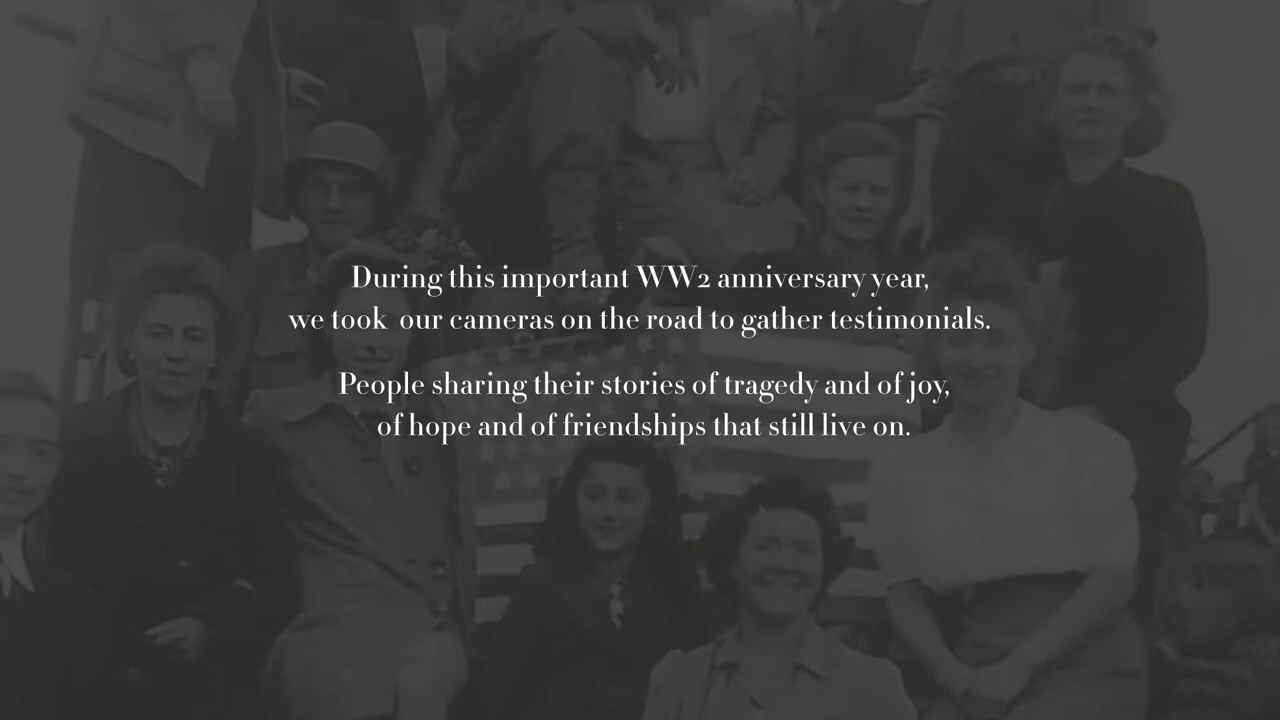 During this important WW2 anniversary year,
we took  our cameras on the road to gather testimonials.
People sharing their stories of tragedy and of joy,
of hope and of friendships that still live on.